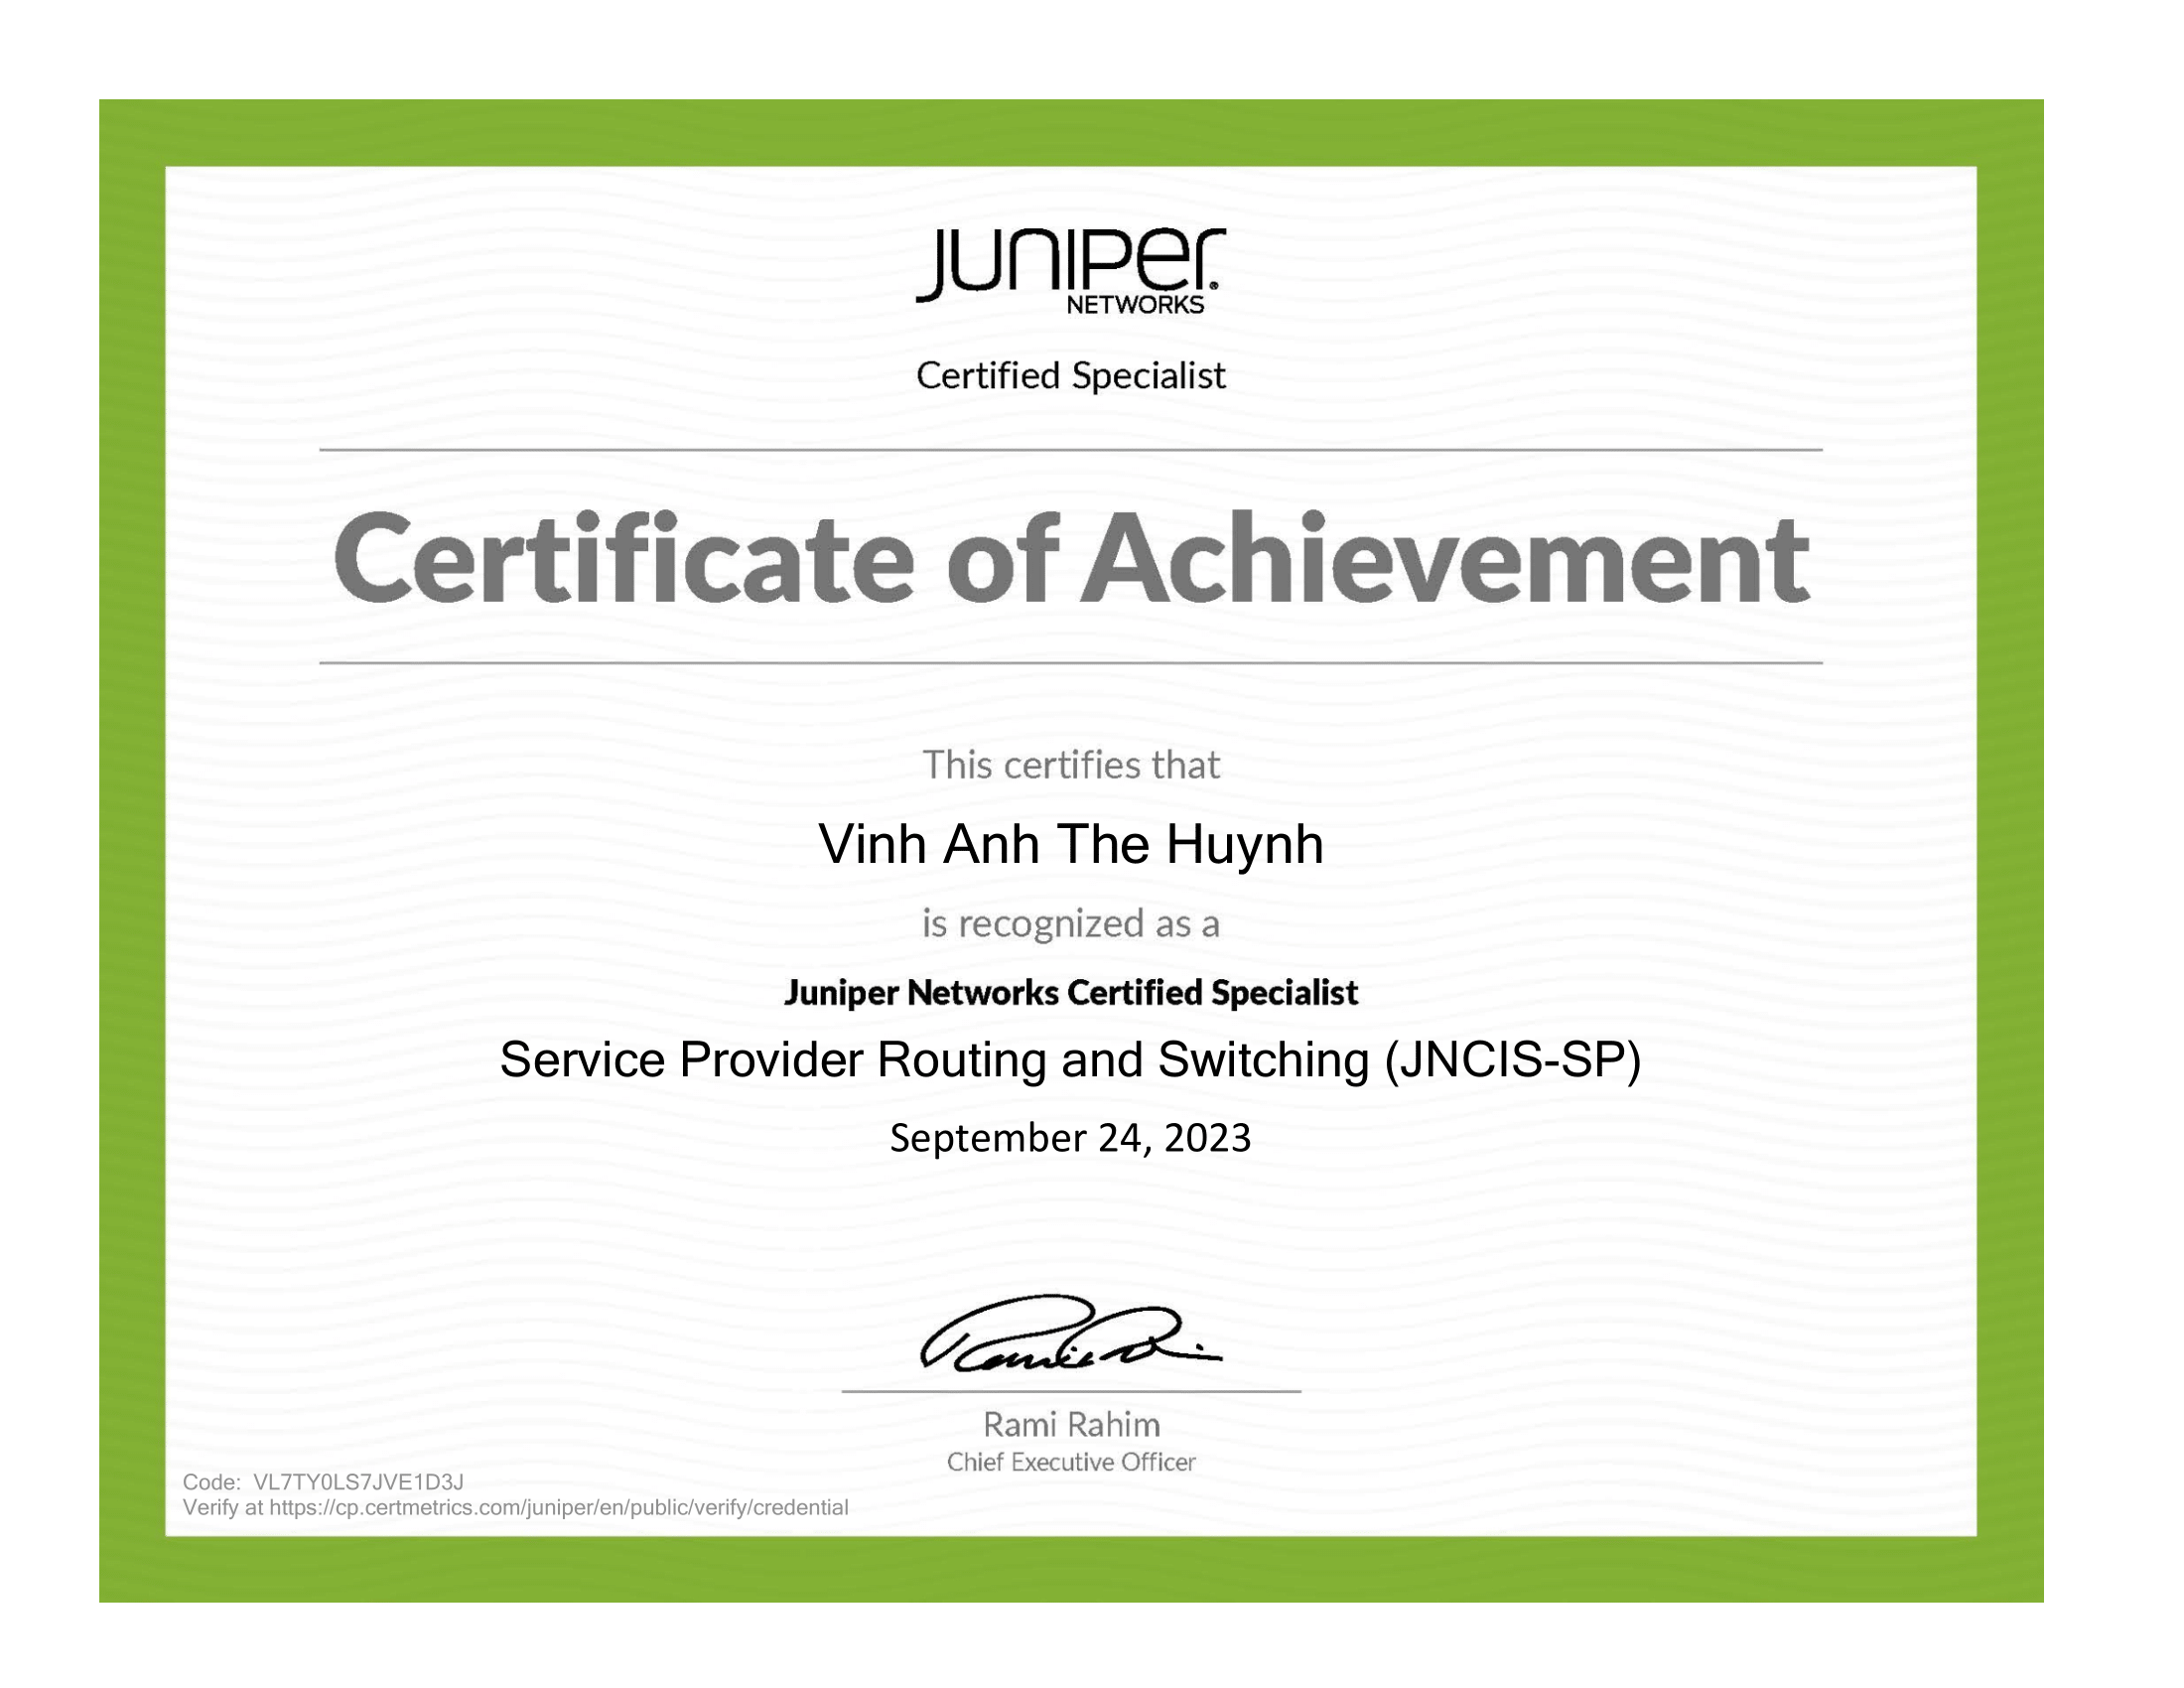 JUNIPER
NETWORKS
Certified Specialist
Certificate of Achievement
This certifies that
Vinh Anh The Huynh
is recognized as a
Juniper Networks Certified Specialist
Service Provider Routing and Switching (JNCIS-SP)
September 24, 2023
Rami Rahim
Chief Executive Officer
Code: VL7TY0LS7JVE1D3J
Verify at https://cp.certmetrics.com/juniper/en/public/verify/credential